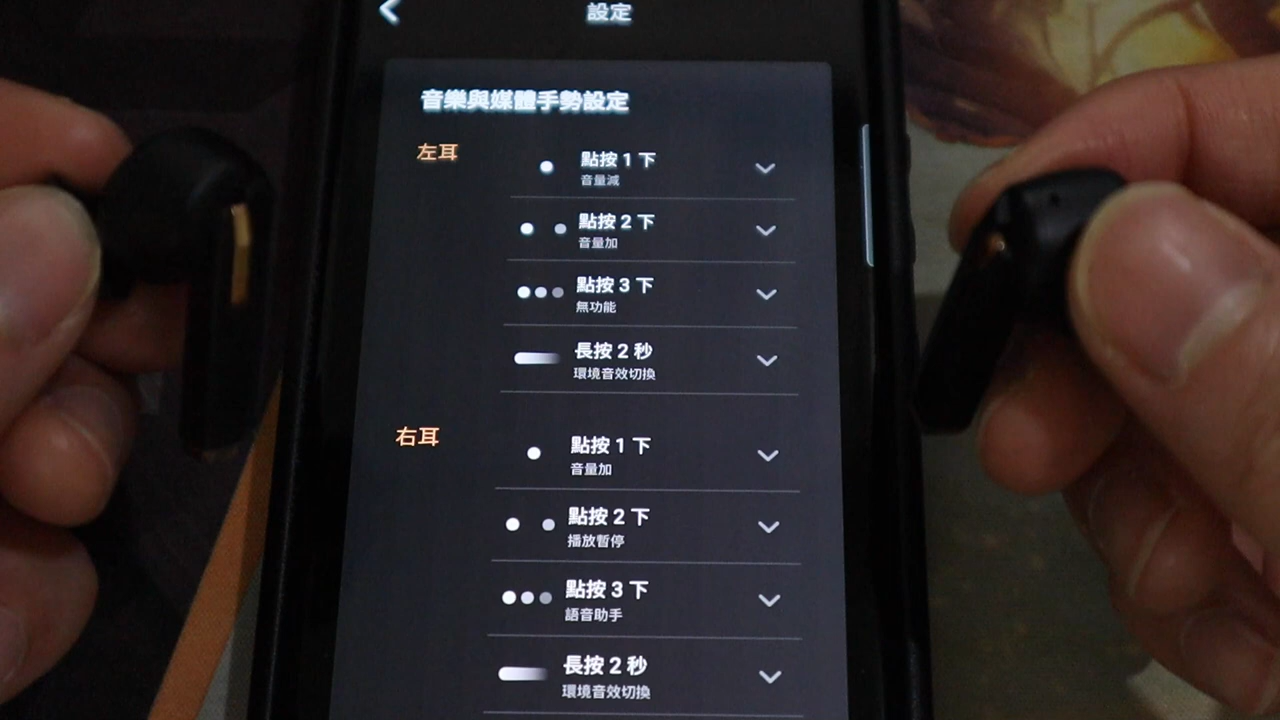 設定
音樂與媒體手勢設定
左耳
點按 1 下
音量減
點按 2 下
音量加
點按 3 下
無功能
長按 2 秒
環境音效切換
右耳
點按 1 下
音量加
點按 2 下
播放暫停
點按 3 下
語音助手
長按 2 秒
環境音效切換